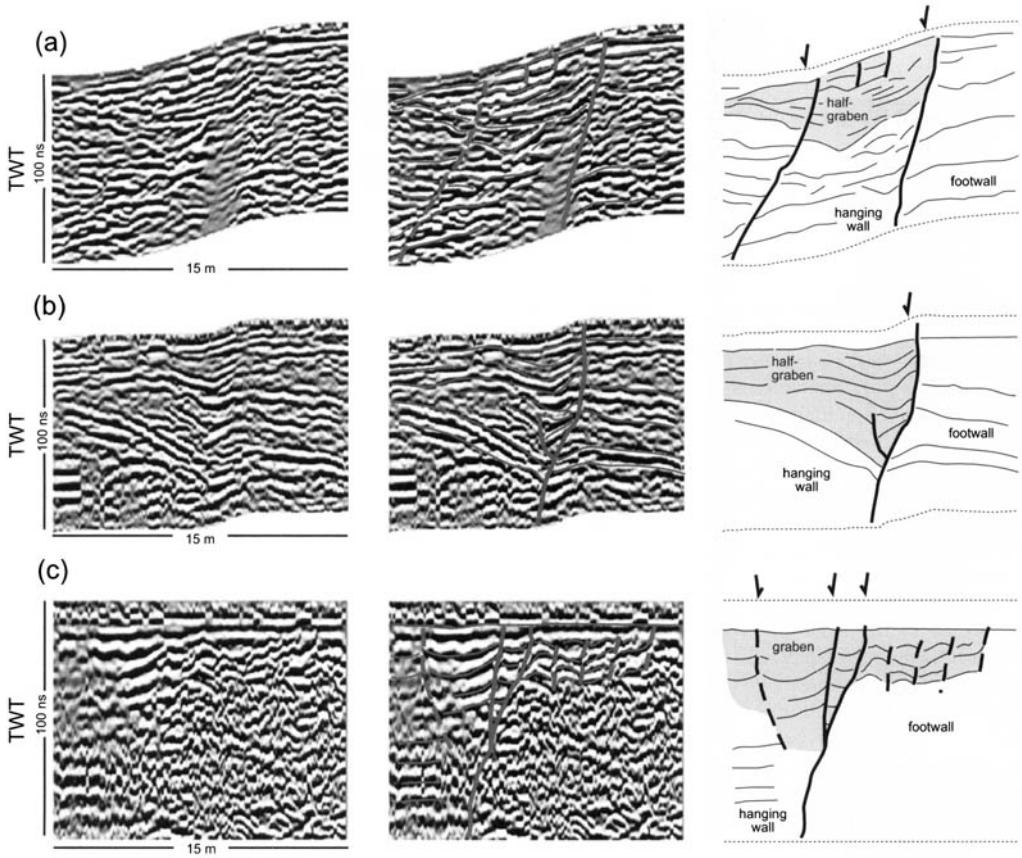 (a)
TWT
100 ns
15 m
half-
graben
hanging
wall
footwall
(b)
TWT
100 ns
15 m
half-
graben
hanging
wall
footwall
(c)
TWT
100 ns
15 m
graben
hanging
wall
footwall